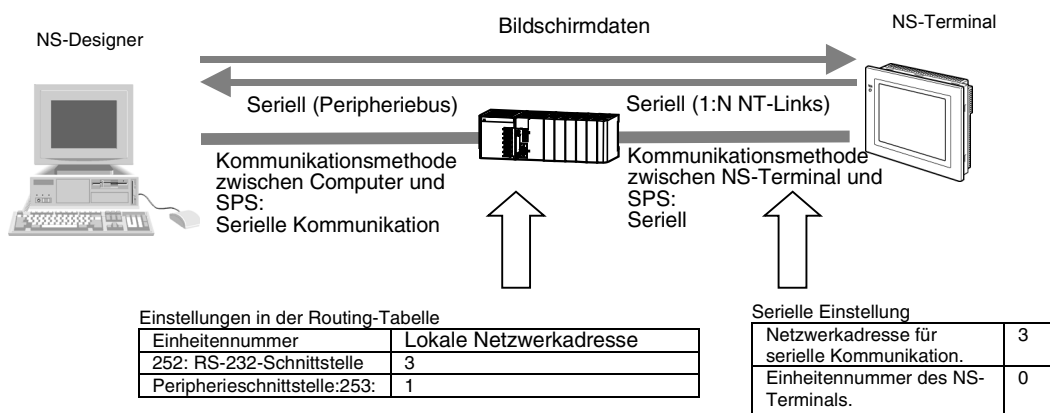 NS-Designer
Bildschirmdaten
NS-Terminal
Seriell (Peripheriebus)
Seriell (1:N NT-Links)
Kommunikationsmethode
zwischen Computer und
SPS:
Serielle Kommunikation
Kommunikationsmethode
zwischen NS-Terminal und
SPS:
Seriell
Einstellungen in der Routing-Tabelle
Einheitennummer Lokale Netzwerkadresse
252: RS-232-Schnittstelle 3
Peripherieschnittstelle:253: 1
Serielle Einstellung
Netzwerkadresse für 3
serielle Kommunikation.
Einheitennummer des NS- 0
Terminals.